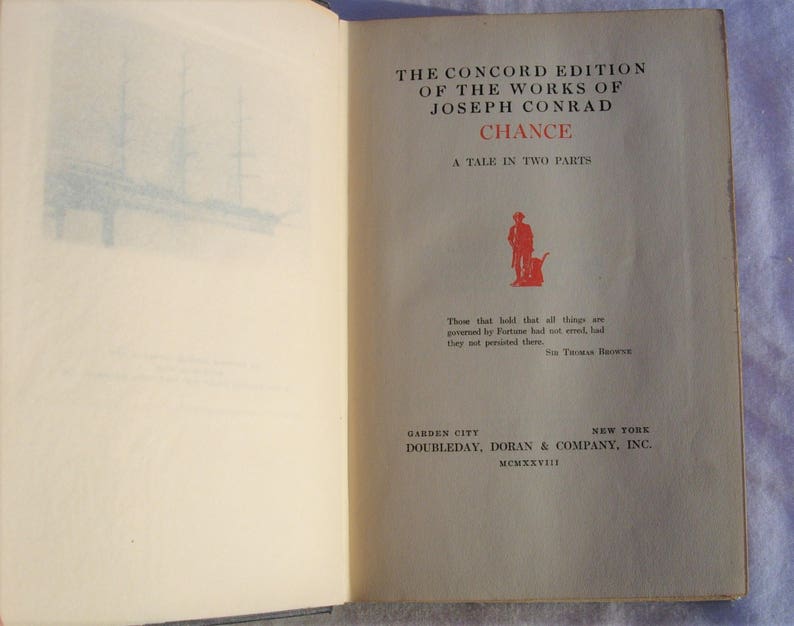 THE CONCORD EDITION
OF THE WORKS OF
JOSEPH CONRAD
CHANCE
A TALE IN TWO PARTS
Those that hold that all things are
governed by Fortune had not erred, had
they not persisted there.
SIR THOMAS BROWNE
GARDEN CITY NEW YORK
DOUBLEDAY, DORAN & COMPANY, INC.
MCMXXVIII